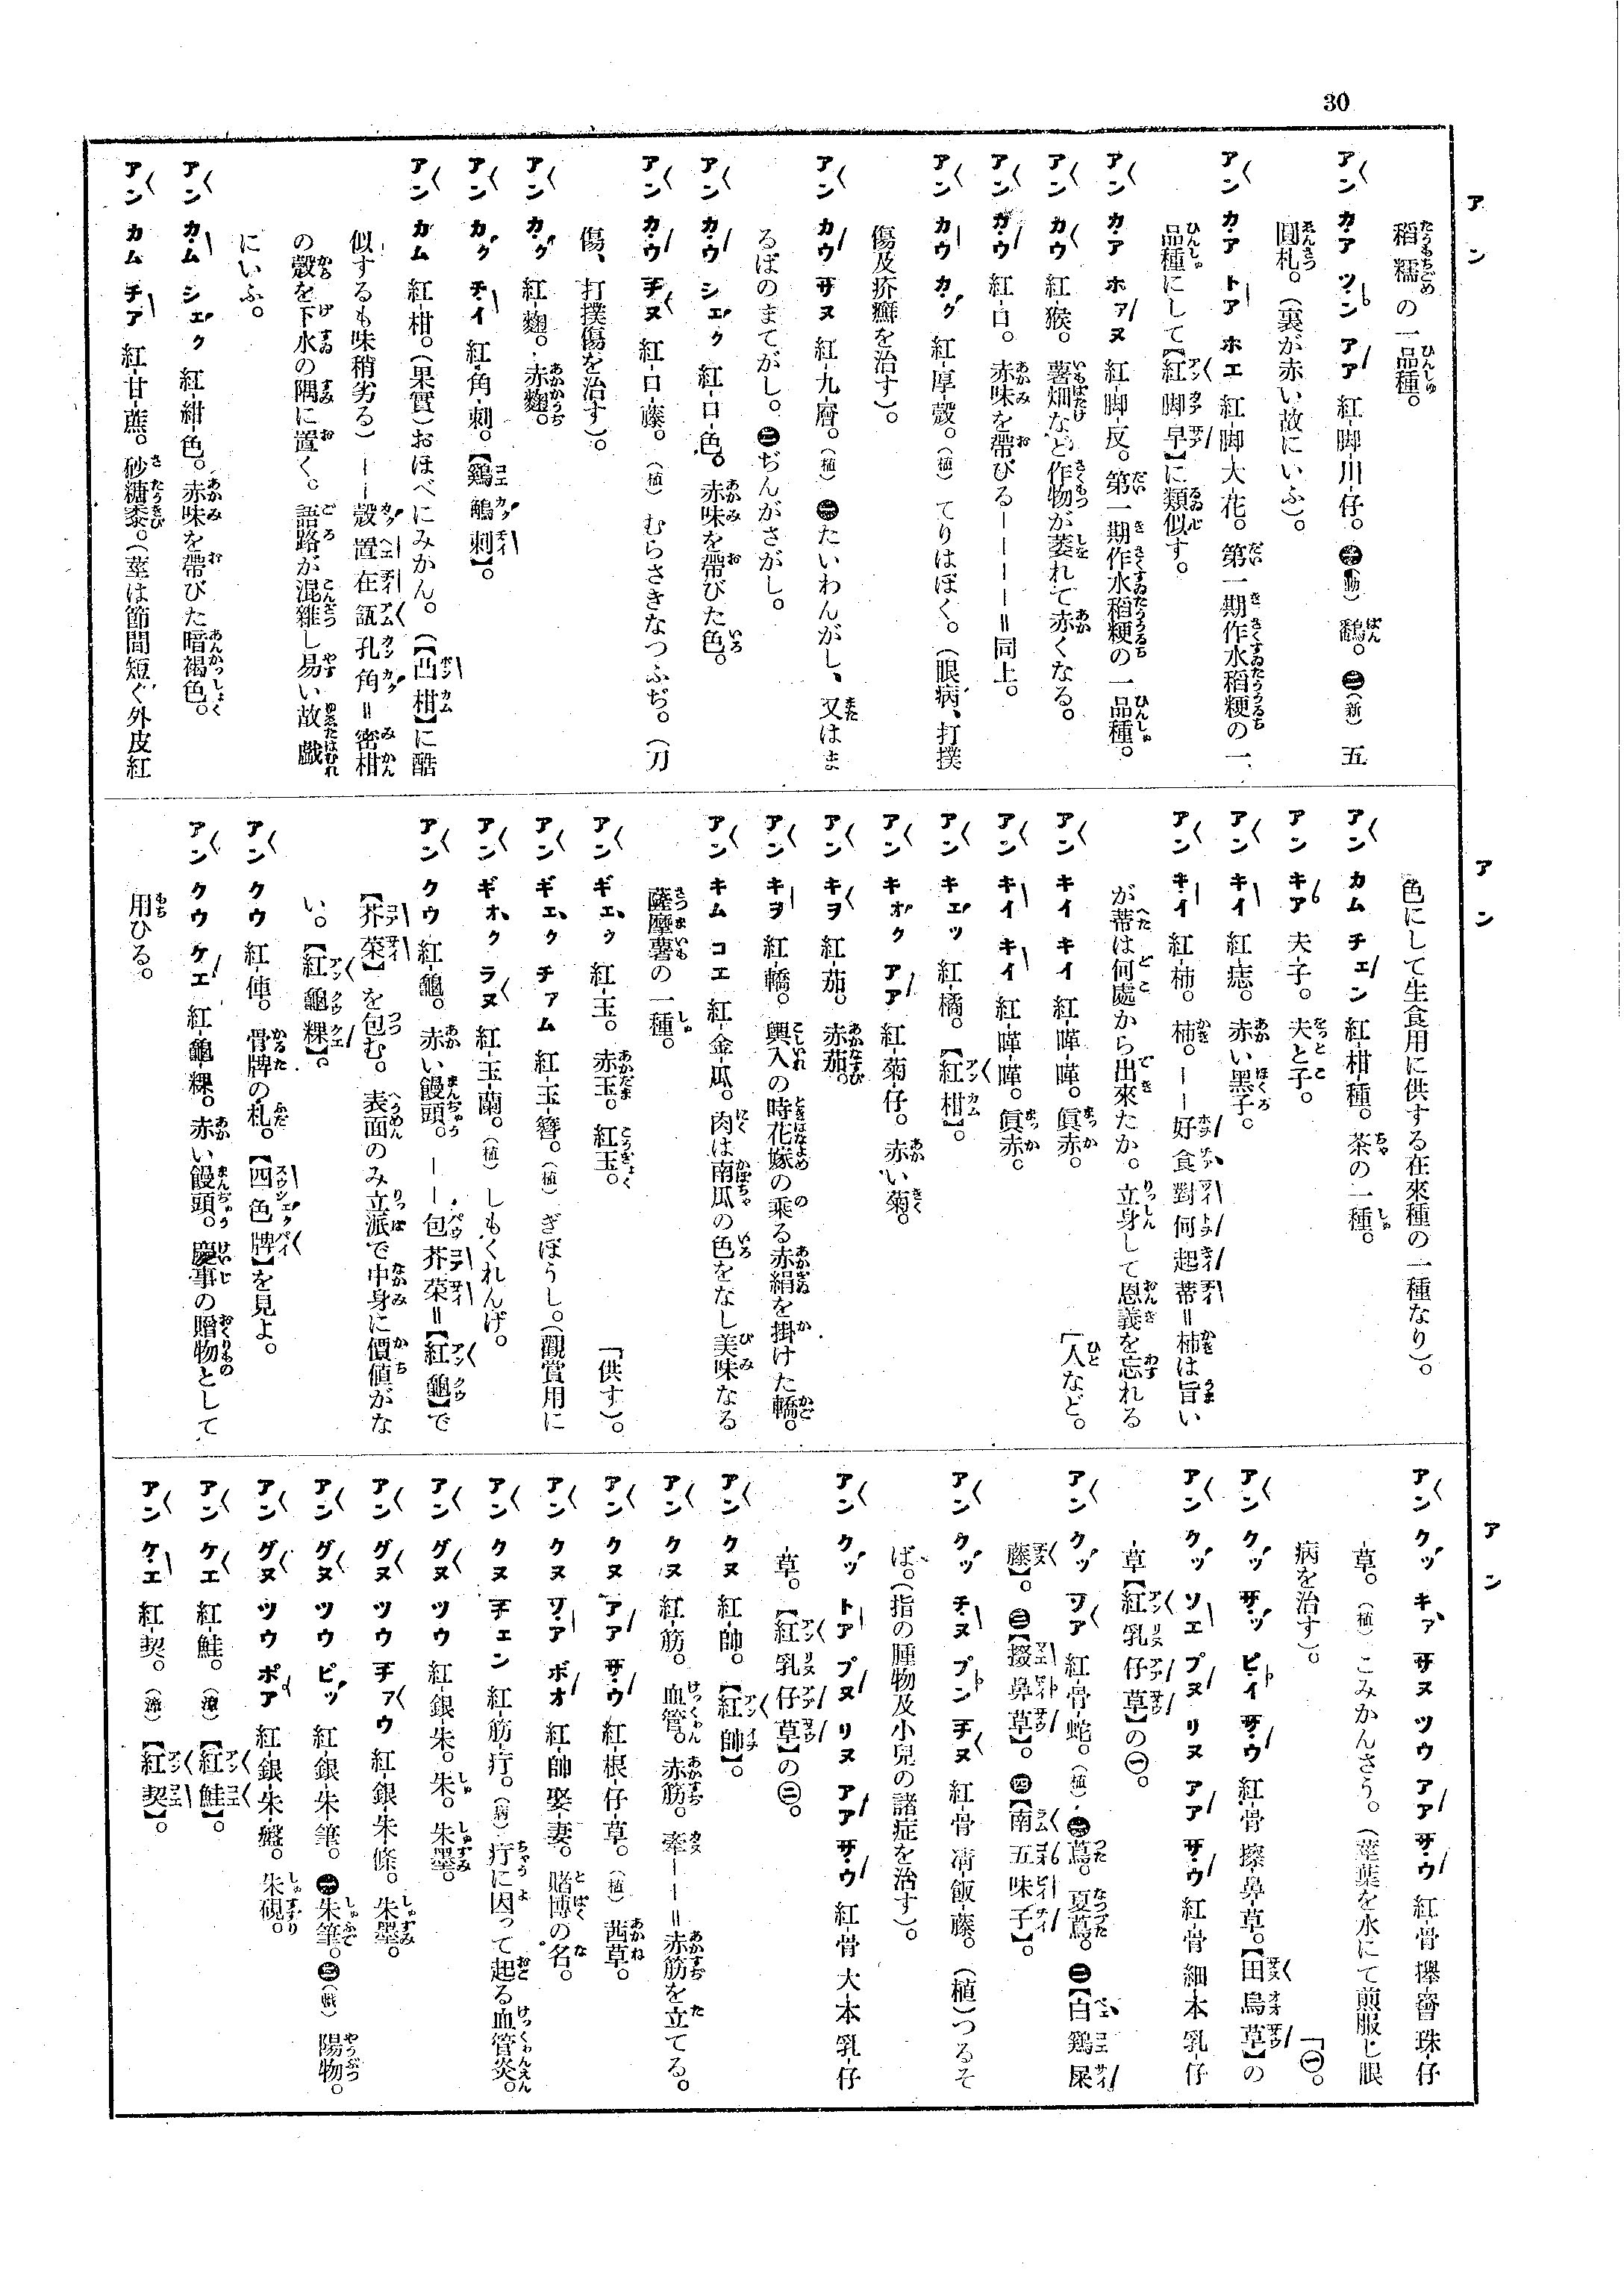 30
アン
稻糯の一品種。
アン カア ツン アア 紅-脚-川-仔。㊀(動)鷭。㊁(新)五
圓札。(裏が赤い故にいふ)。
アン カア トア ホエ 紅-脚-大-花。第一期作水稻粳の一
品種にして【紅脚早】に類似す。
アン カア ホアヌ 紅-脚-反。第一期作水稻粳の一品種。
アン カウ 紅-猴。薯畑など作物が萎れて赤くなる。
アン カウ 紅-口。赤味を帶びる————=同上。
アン カウ カク 紅-厚-殼。(植)てりはぼく。(眼病、打撲
傷及疥癬を治す)。
アン カウ サヌ 紅-九-層。(植)㊀たいわんがし、又はま
るばのまてがし。㊁ぢんがさがし。
アン カウ シェク 紅-口-色。赤味を帶びた色。
アン カウ チヌ 紅-口-藤。(植)むらさきなつふぢ。(刀
傷、打撲傷を治す)。
アン カク 紅-麴。赤麴。
アン カク チイ 紅-角-刺。【鷄鵤刺】。
アン カム 紅-柑。(果實)おほべにみかん。(【凸柑】に酷
似するも味稍劣る)——殼置在瓿孔角=密柑
の殼を下水の隅に置く。語路が混雜し易い故戲
にいふ。
アン カム シェク 紅-紺-色。赤味を帶びた暗褐色。
アン カム チア 紅-甘-蔗。砂糖黍。(莖は節間短く外皮紅
アン
色にして生食用に供する在來種の一種なり)。
アン カム チェン 紅-柑-種。茶の一種。
アン キア 夫-子。夫と子。
アン キイ 紅-痣。赤い黑子。
アン キイ 紅-柿。柿。——好食對何起蒂=柿は旨い
が蒂は何處から出來たか。立身して恩義を忘れる
「人など。
アン キイ キイ 紅-曄-曄。眞赤。
アン キイ キイ 紅-曄-曄。眞赤。
アン キエッ 紅-橘。【紅柑】。
アン キオク アア 紅-菊-仔。赤い菊。
アン キヲ 紅-茄。赤茄。
アン キヲ 紅-轎。輿入の時花嫁の乘る赤絹を掛けた轎。
アン キム コエ 紅-金-瓜。肉は南瓜の色をなし美味なる
薩摩薯の一種。
アン ギェク 紅-玉。赤玉。紅玉。
「供す)。
アン ギェク チアム 紅-玉-簪。(植)ぎぼうし。(觀賞用に
アン ギオク ラヌ 紅-玉-蘭。(植)しもくれんげ。
アン クウ 紅-龜。赤い饅頭。——包芥菜=【紅龜】で
【芥菜】を包む。表面のみ立派で中身に價値がな
い。【紅龜粿】。
アン クウ 紅-俥。骨牌の札。【四色牌】を見よ。
アン クウ ケエ 紅-龜-粿。赤い饅頭。慶事の贈物として
用ひる。
アン
アン クッ キア サヌ ツウ アア サウ 紅-骨 珠-仔
-草。(植)こみかんさう。(莖葉を水にて煎服し眼
病を治す)。
「㊀。
アン クッ サッ ピイ サウ 紅-骨 擦-鼻-草。【田烏草】の
アン クッ ソエ プヌ リヌ アア サウ 紅-骨 細-本 乳-仔
-草【紅乳仔草】の㊀。
アン クッ ツア 紅-骨-蛇。(植)㊀蔦。夏蔦。㊁【白鷄屎
藤】。㊂【擦鼻草】。㊃【南五味子】。
アン クッ チヌ プン チヌ 紅-骨 凊-飯-藤。(植)つるそ
ば。(指の腫物及小兒の諸症を治す)。
アン クッ トア プヌ リヌ アア サウ 紅-骨 大-本 乳-仔
-草。【紅乳仔草】の㊁。
アン クヌ 紅-帥。【紅帥】。
アン クヌ 紅-筋。血管。赤筋。牽——=赤筋を立てる。
アン クヌ アア サウ 紅-根-仔-草。(植)茜草。
アン クヌ ツア ボオ 紅-帥 娶-妻。賭博の名。
アン クヌ チェン 紅-筋-疔。(病)疔に因って起る血管炎。
アン グヌ ツウ 紅-銀-朱。朱。朱墨。
アン グヌ ツウ チァウ 紅-銀-朱-條。朱墨。
アン グヌ ツウ ピッ 紅-銀-朱-筆。㊀朱筆。㊁(戲)陽物。
アン グヌ ツウ ボア 紅-銀-朱-盤。朱硯。
アン ケエ 紅-鮭。【紅鮭】。
アン ケエ 紅-契。【紅契】。